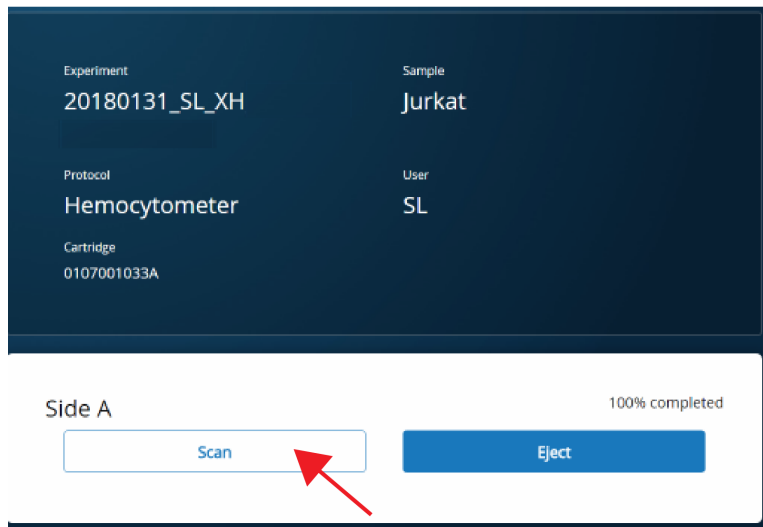 Experiment
20180131_SL_XH
Sample
Jurkat
Protocol
Hemocytometer
User
SL
Cartridge
0107001033A
Side A
100% completed
Scan
Eject